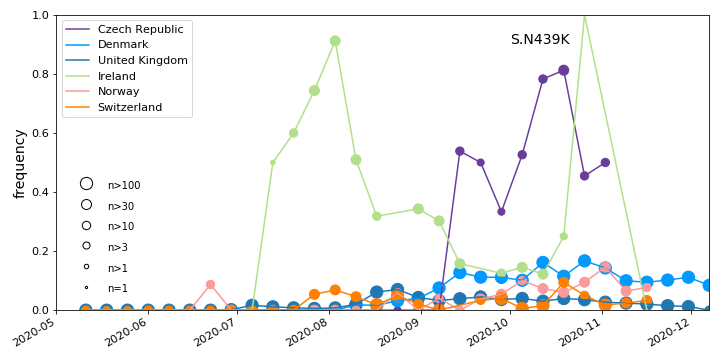 1.0
0.8
0.6
0.4
0.2
0.0
frequency
Czech Republic
Denmark
United Kingdom
Ireland
Norway
Switzerland
S.N439K
n>100
n>30
n>10
n>3
n>1
n=1
2020-05
2020-06
2020-07
2020-08
2020-09
2020-10
2020-11
2020-12